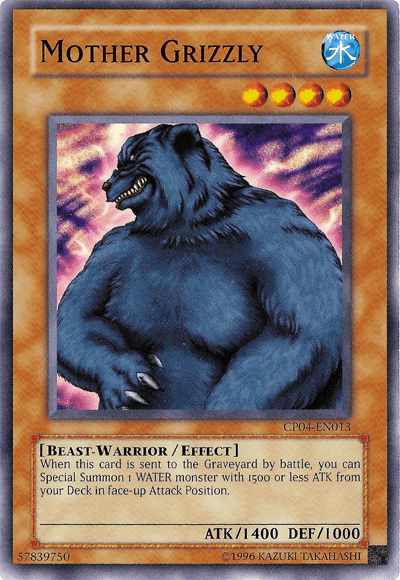 Mother Grizzly
WATER
水
CP04-EN013
[Beast-Warrior / Effect]
When this card is sent to the Graveyard by battle, you can
Special Summon 1 WATER monster with 1500 or less ATK from
your Deck in face-up Attack Position.
ATK/1400 DEF/1000
57839750
©1996 KAZUKI TAKAHASHI